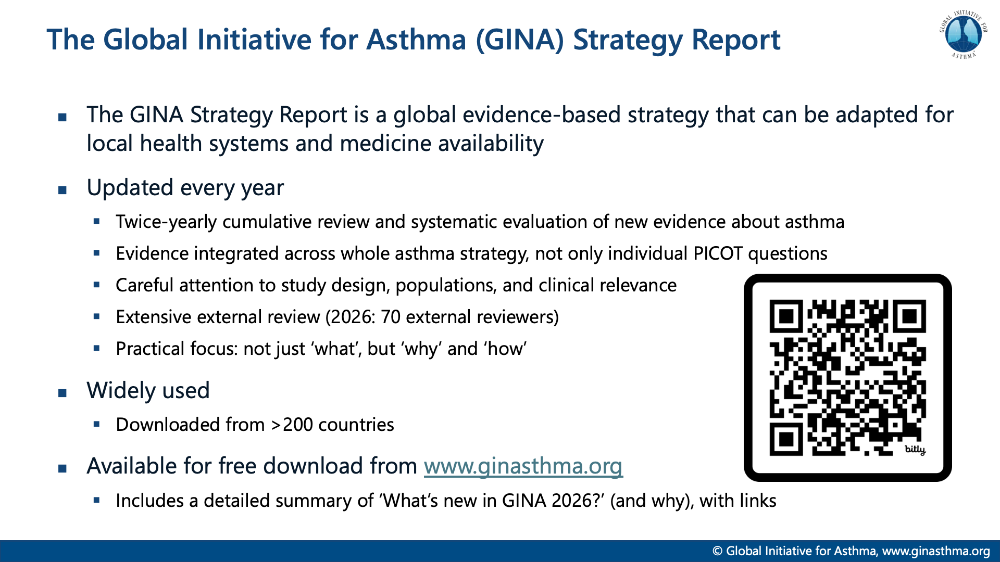 The Global Initiative for Asthma (GINA) Strategy Report
GLOBAL INITIATIVE FOR
ASTHMA
■ The GINA Strategy Report is a global evidence-based strategy that can be adapted for
local health systems and medicine availability
■ Updated every year
▪ Twice-yearly cumulative review and systematic evaluation of new evidence about asthma
▪ Evidence integrated across whole asthma strategy, not only individual PICOT questions
▪ Careful attention to study design, populations, and clinical relevance
▪ Extensive external review (2026: 70 external reviewers)
▪ Practical focus: not just ‘what’, but ‘why’ and ‘how’
■ Widely used
▪ Downloaded from >200 countries
bitly
■ Available for free download from www.ginasthma.org
▪ Includes a detailed summary of ‘What’s new in GINA 2026?’ (and why), with links
© Global Initiative for Asthma, www.ginasthma.org